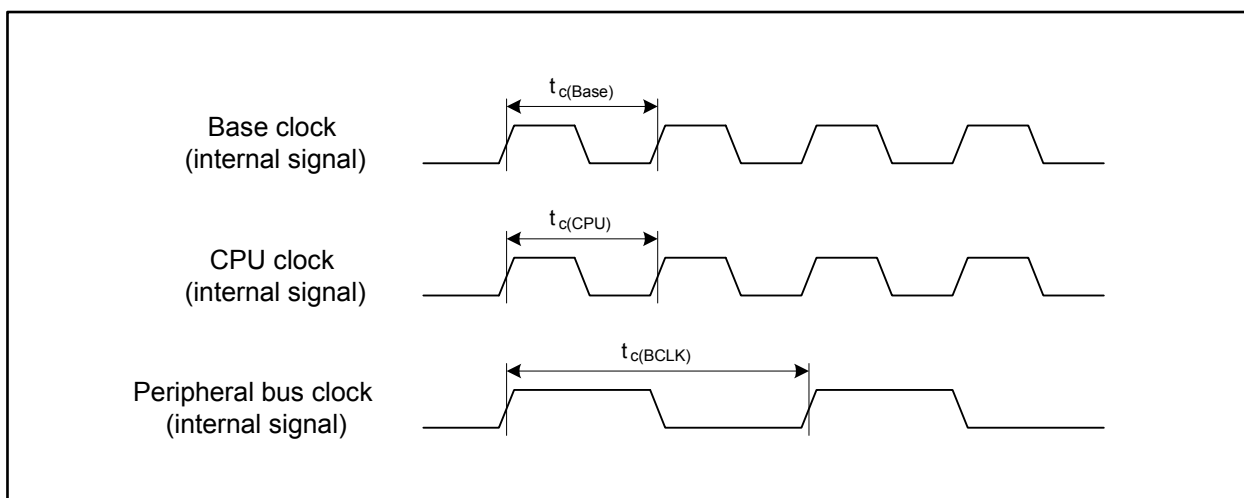 t c(Base)
Base clock
(internal signal)
t c(CPU)
CPU clock
(internal signal)
t c(BCLK)
Peripheral bus clock
(internal signal)